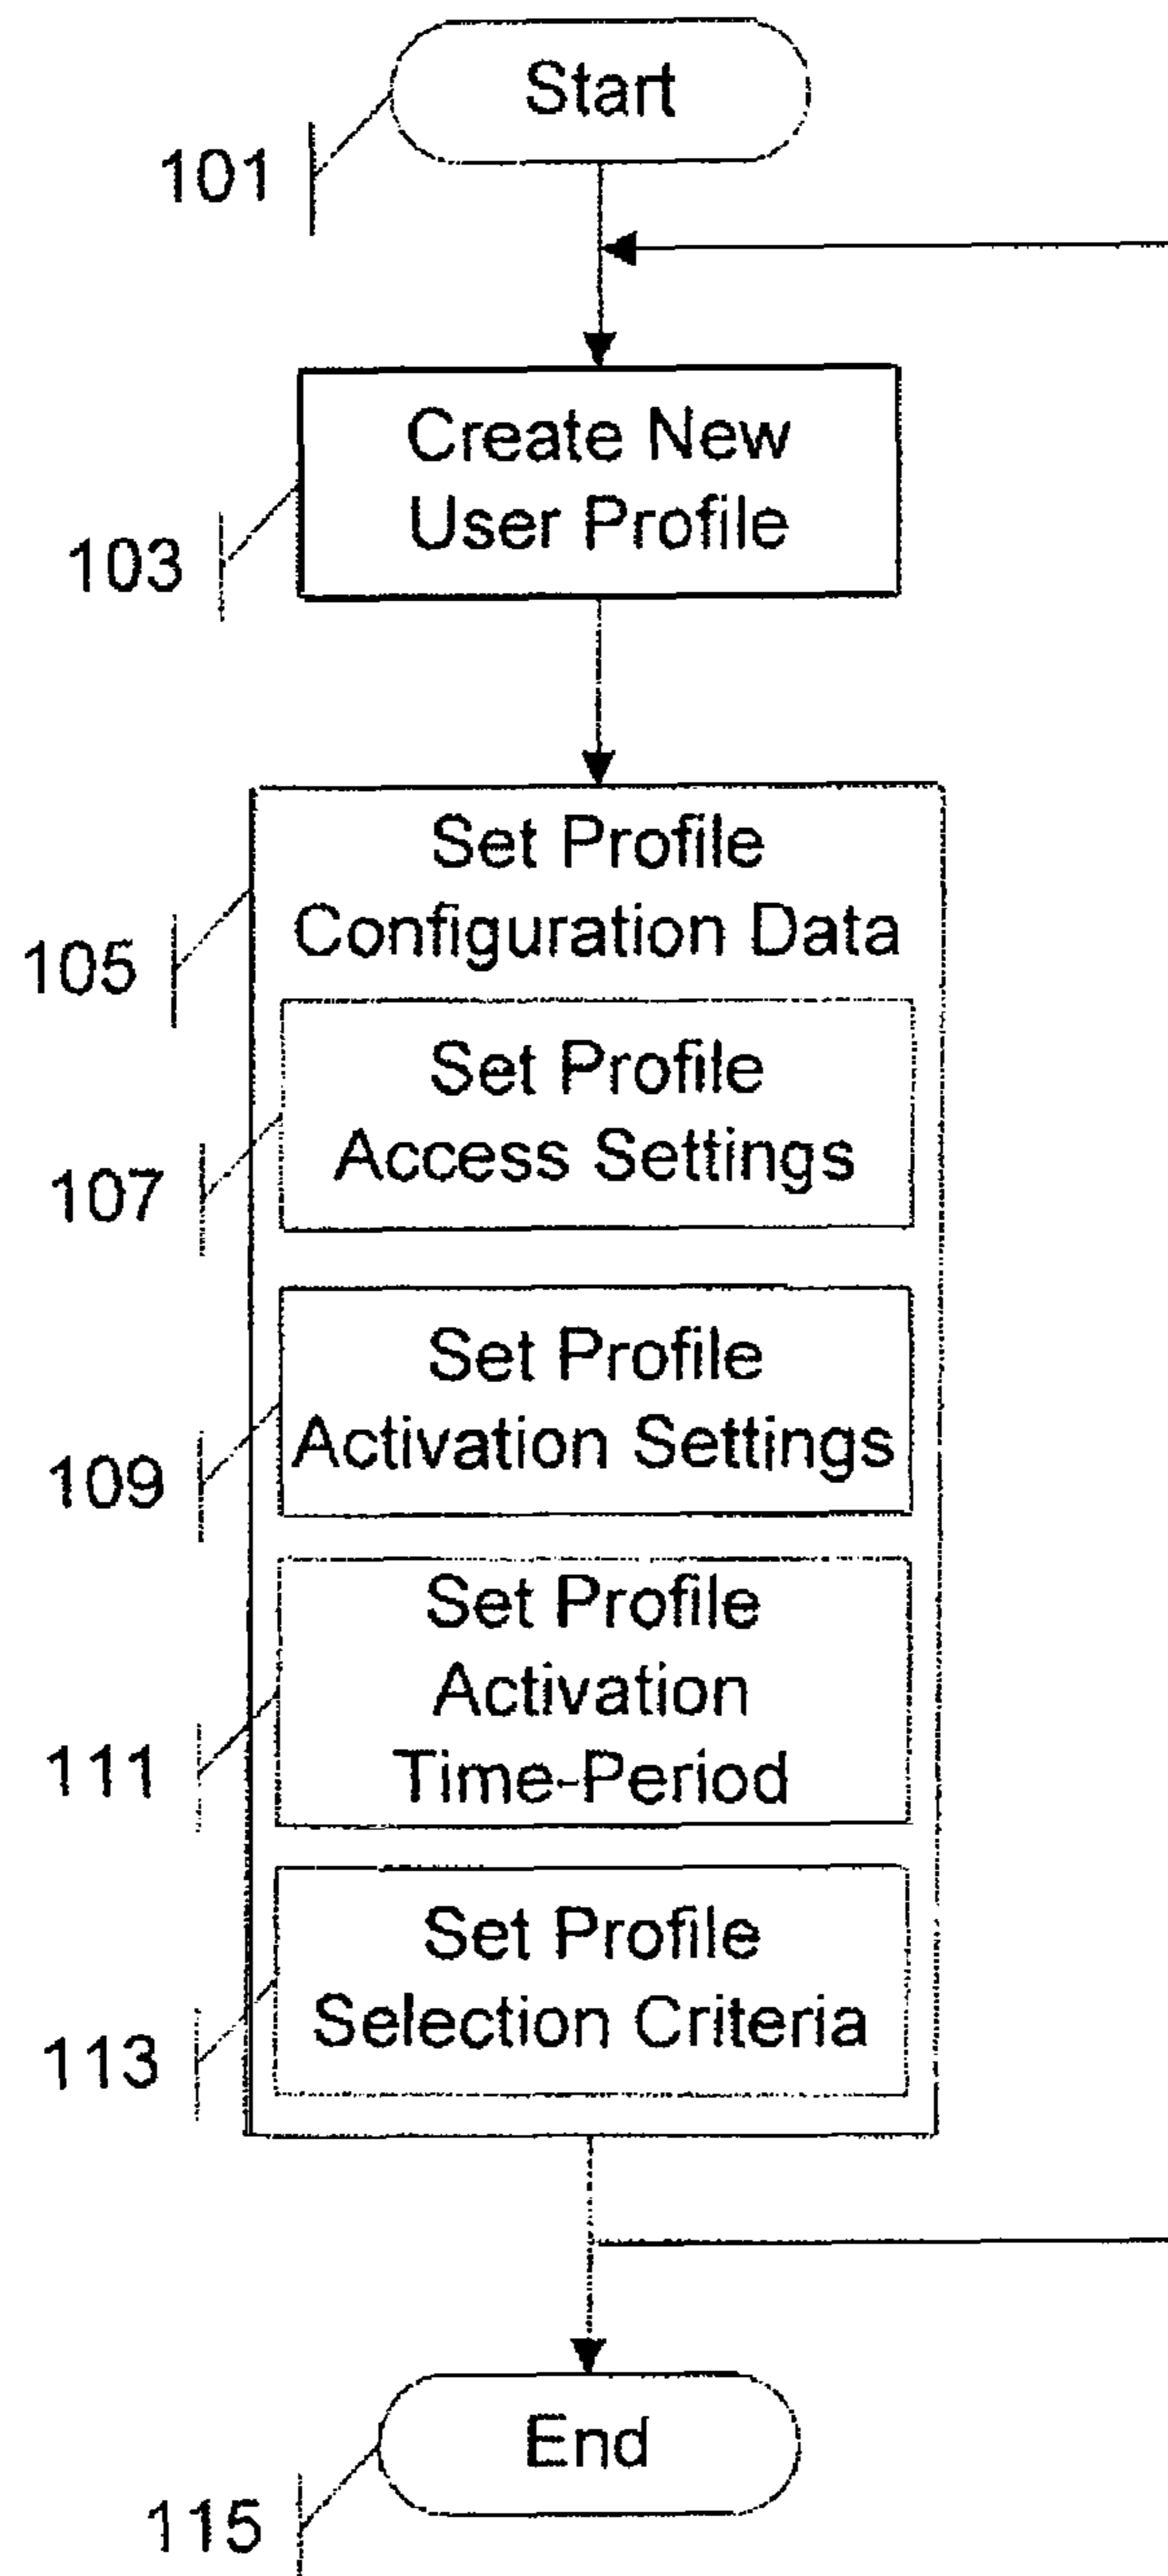 Start
101
Create New
User Profile
103
Set Profile
Configuration Data
105
Set Profile
Access Settings
107
Set Profile
Activation Settings
109
Set Profile
Activation
Time-Period
111
Set Profile
Selection Criteria
113
End
115